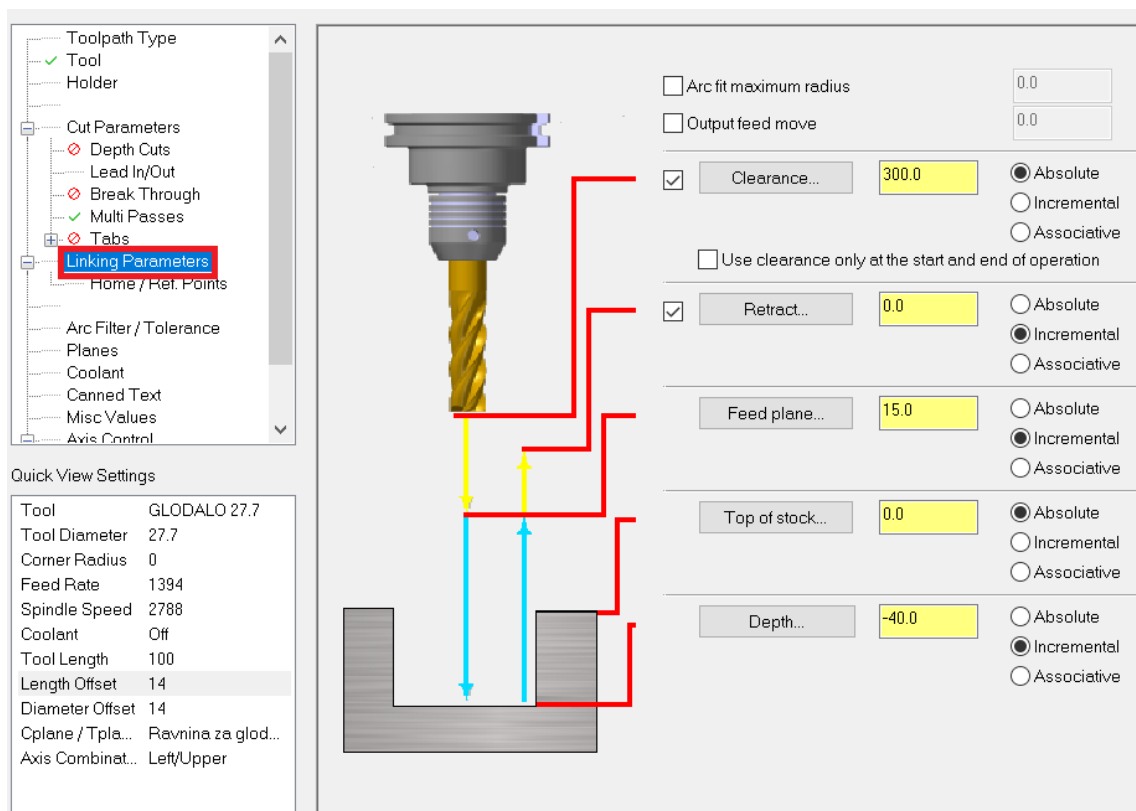 Toolpath Type
Tool
Holder
Cut Parameters
Depth Cuts
Lead In/Out
Break Through
Multi Passes
Tabs
Linking Parameters
Home / Ref. Points
Arc Filter / Tolerance
Planes
Coolant
Canned Text
Misc Values
Axis Control
Quick View Settings
Tool GLODALO 27.7
Tool Diameter 27.7
Corner Radius 0
Feed Rate 1394
Spindle Speed 2788
Coolant Off
Tool Length 100
Length Offset 14
Diameter Offset 14
Cplane / Tpla... Ravnina za glod...
Axis Combinat... Left/Upper
Arc fit maximum radius 0.0
Output feed move 0.0
Clearance... 300.0 Absolute
Incremental
Associative
Use clearance only at the start and end of operation
Retract... 0.0 Absolute
Incremental
Associative
Feed plane... 15.0 Absolute
Incremental
Associative
Top of stock... 0.0 Absolute
Incremental
Associative
Depth... -40.0 Absolute
Incremental
Associative